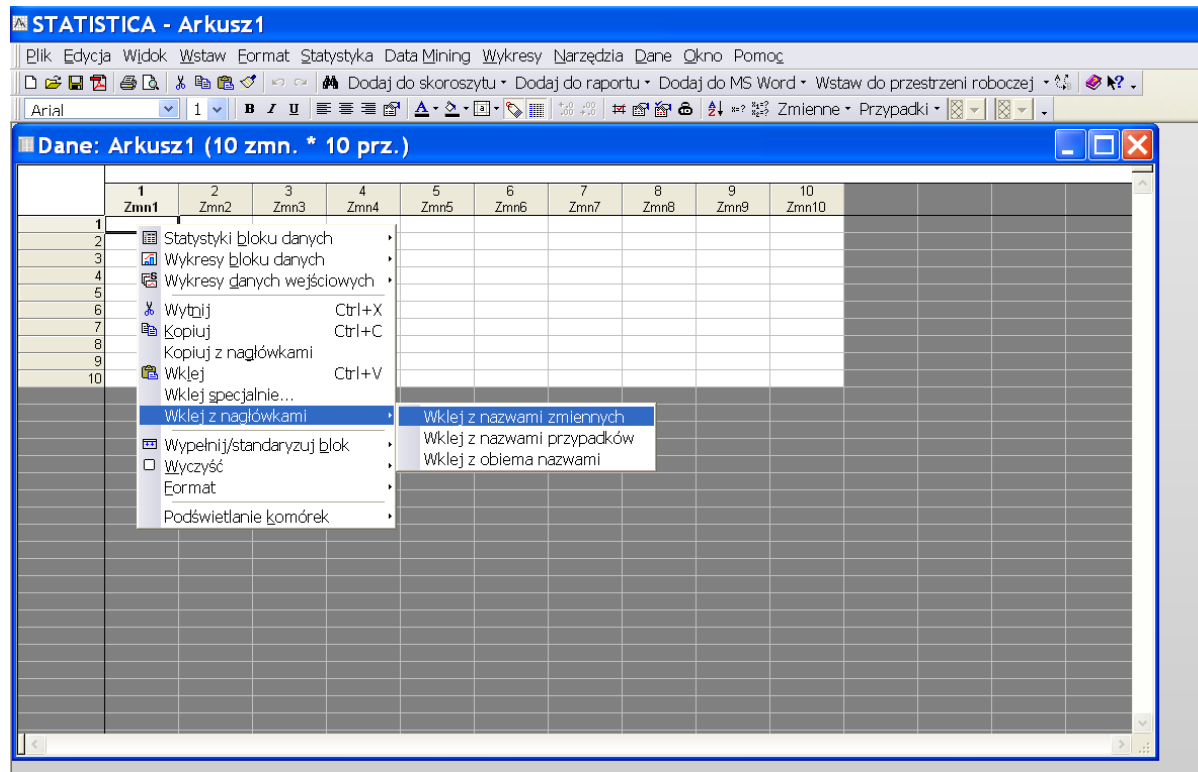 STATISTICA - Arkusz1
Plik Edycja Widok Wstaw Format Statystyka Data Mining Wykresy Narzędzia Dane Okno Pomoc
Dodaj do skoroszytu Dodaj do raportu Dodaj do MS Word Wstaw do przestrzeni roboczej
Arial 1 B I U A Zmienne Przypadki
Dane: Arkusz1 (10 zmn. * 10 prz.)
1 2 3 4 5 6 7 8 9 10
Zmn1 Zmn2 Zmn3 Zmn4 Zmn5 Zmn6 Zmn7 Zmn8 Zmn9 Zmn10
1
2
3
4
5
6
7
8
9
10
Statystyki bloku danych
Wykresy bloku danych
Wykresy danych wejściowych
Wytnij Ctrl+X
Kopiuj Ctrl+C
Kopiuj z nagłówkami
Wklej Ctrl+V
Wklej specjalnie...
Wklej z nagłówkami
Wypełnij/standaryzuj blok
Wyczyść
Format
Podświetlanie komórek
Wklej z nazwami zmiennych
Wklej z nazwami przypadków
Wklej z obiema nazwami